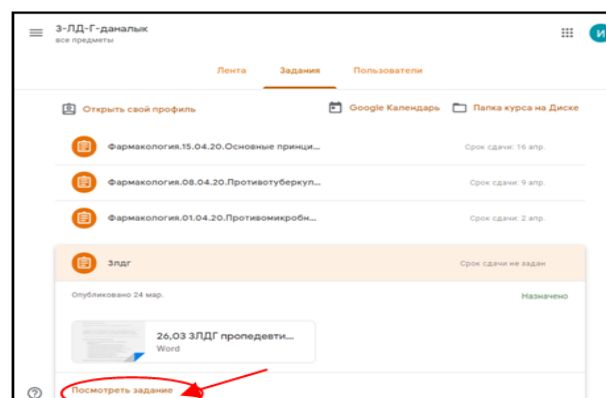 3-ЛД-Г-даналык
все предметы
И
Лента Задания Пользователи
Открыть свой профиль Google Календарь Папка курса на Диске
Фармакология.15.04.20.Основные принци... Срок сдачи: 16 апр.
Фармакология.08.04.20.Противотуберкул... Срок сдачи: 9 апр.
Фармакология.01.04.20.Противомикробн... Срок сдачи: 2 апр.
3лдг Срок сдачи не задан
Опубликовано 24 мар. Назначено
26,03 3ЛДГ пропедевти...
Word
Посмотреть задание